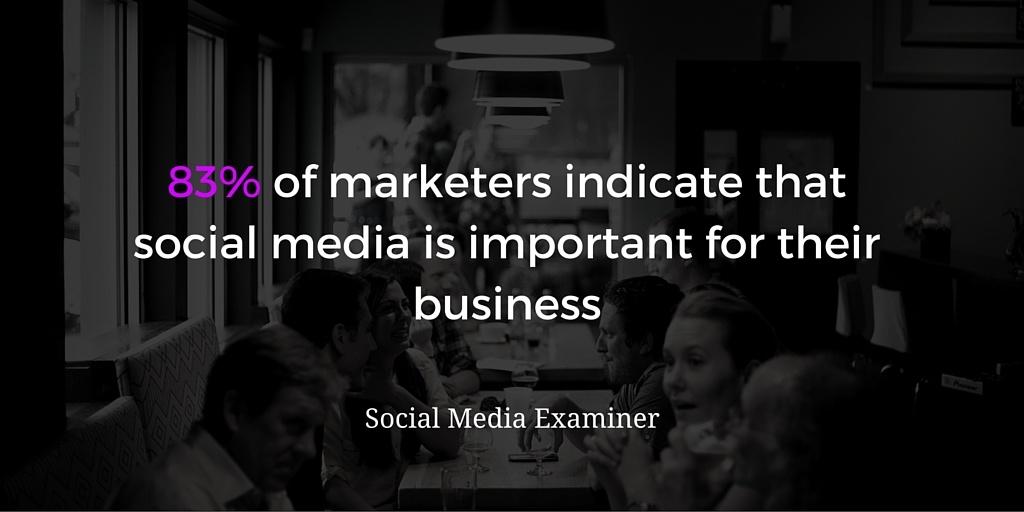 83% of marketers indicate that
social media is important for their
business
Social Media Examiner